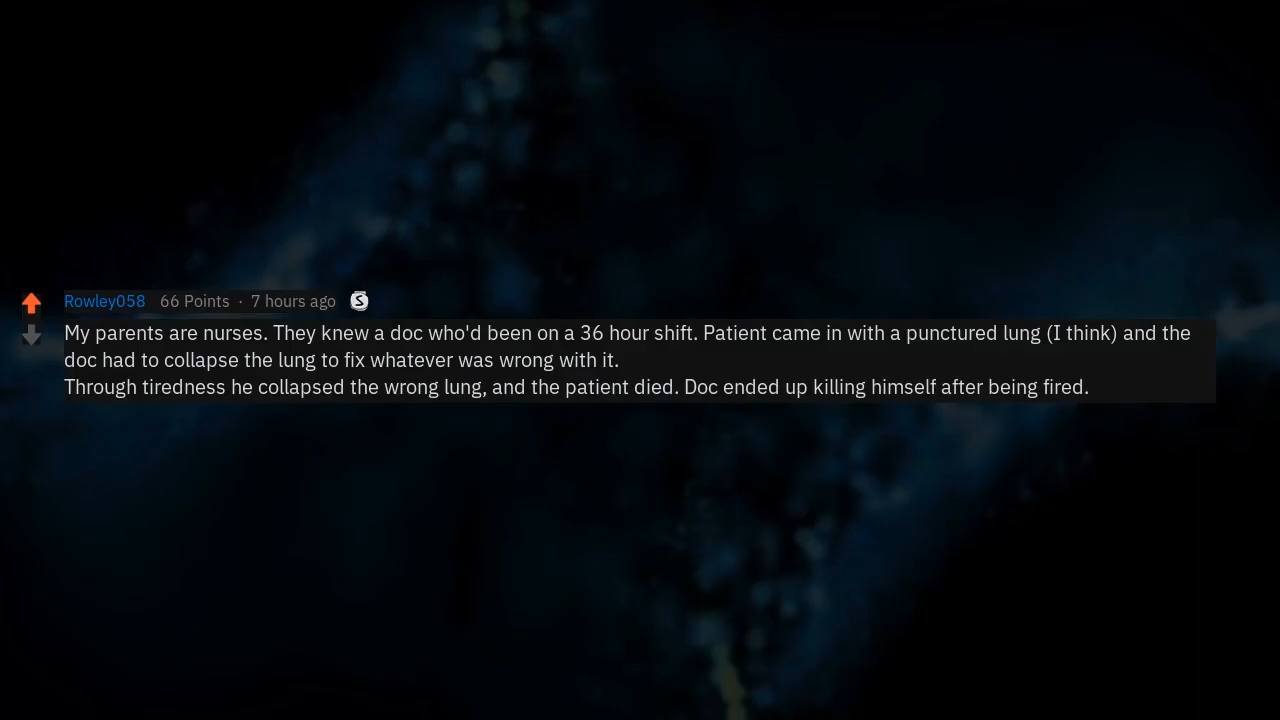 Rowley058 66 Points · 7 hours ago S
My parents are nurses. They knew a doc who'd been on a 36 hour shift. Patient came in with a punctured lung (I think) and the
doc had to collapse the lung to fix whatever was wrong with it.
Through tiredness he collapsed the wrong lung, and the patient died. Doc ended up killing himself after being fired.